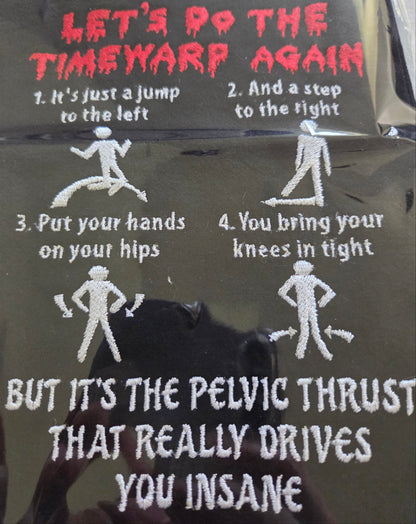 LET'S DO THE
TIMEWARP AGAIN
1. It's just a jump
to the left
2. And a step
to the right
3. Put your hands
on your hips
4. You bring your
knees in tight
BUT IT'S THE PELVIC THRUST
THAT REALLY DRIVES
YOU INSANE